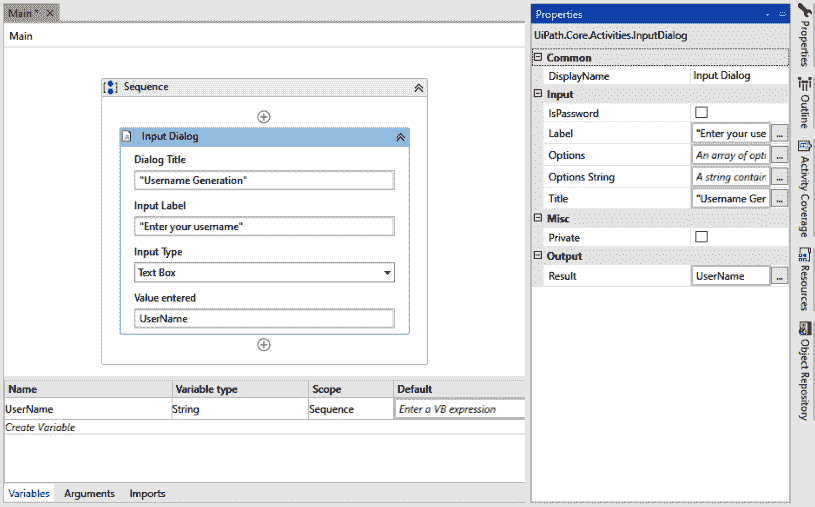 Main *
Main
Sequence
Input Dialog
Dialog Title
"Username Generation"
Input Label
"Enter your username"
Input Type
Text Box
Value entered
UserName
Name Variable type Scope Default
UserName String Sequence Enter a VB expression
Create Variable
Variables Arguments Imports
Properties
UiPath.Core.Activities.InputDialog
Common
DisplayName Input Dialog
Input
IsPassword
Label "Enter your use ...
Options An array of opti ...
Options String A string contain ...
Title "Username Ger ...
Misc
Private
Output
Result UserName ...
Properties
Outline
Activity Coverage
Resources
Object Repository